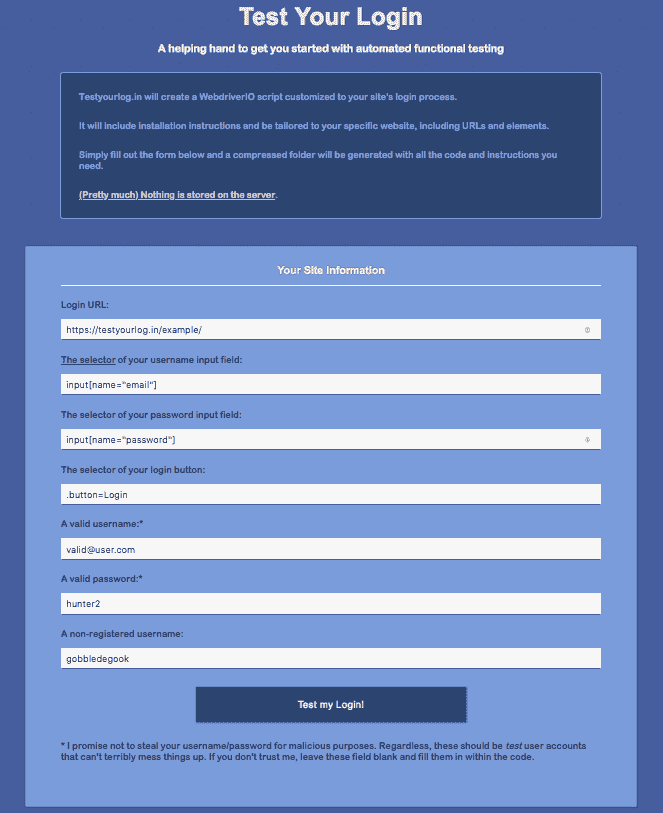 Test Your Login
A helping hand to get you started with automated functional testing
Testyourlog.in will create a WebdriverIO script customized to your site's login process.
It will include installation instructions and be tailored to your specific website, including URLs and elements.
Simply fill out the form below and a compressed folder will be generated with all the code and instructions you
need.
(Pretty much) Nothing is stored on the server.
Your Site Information
Login URL:
https://testyourlog.in/example/
The selector of your username input field:
input[name="email"]
The selector of your password input field:
input[name="password"]
The selector of your login button:
.button=Login
A valid username:*
valid@user.com
A valid password:*
hunter2
A non-registered username:
gobbledegook
Test my Login!
* I promise not to steal your username/password for malicious purposes. Regardless, these should be test user accounts
that can't terribly mess things up. If you don't trust me, leave these field blank and fill them in within the code.